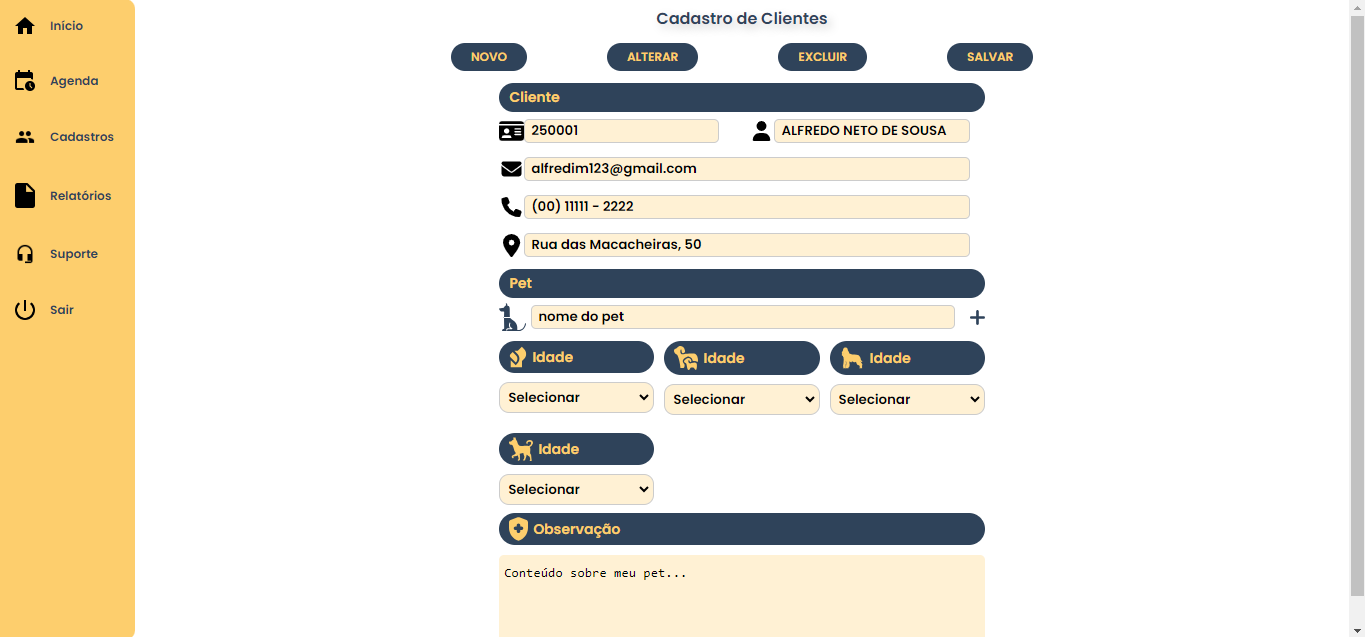 Início
Agenda
Cadastros
Relatórios
Suporte
Sair
Cadastro de Clientes
NOVO ALTERAR EXCLUIR SALVAR
Cliente
250001 ALFREDO NETO DE SOUSA
alfredim123@gmail.com
(00) 11111 - 2222
Rua das Macacheiras, 50
Pet
nome do pet
Idade Idade Idade
Selecionar Selecionar Selecionar
Idade
Selecionar
Observação
Conteúdo sobre meu pet...